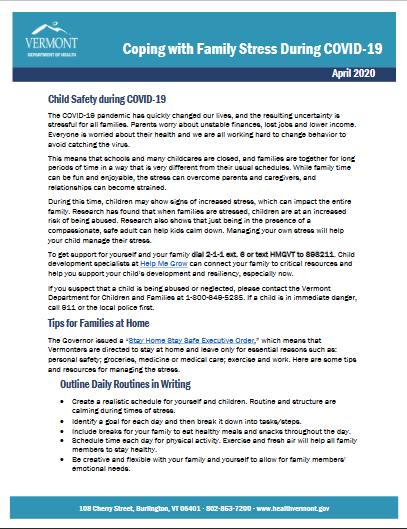 VERMONT
DEPARTMENT OF HEALTH
Coping with Family Stress During COVID-19
April 2020
Child Safety during COVID-19
The COVID-19 pandemic has quickly changed our lives, and the resulting uncertainty is
stressful for all families. Parents worry about unstable finances, lost jobs and lower income.
Everyone is worried about their health and we are all working hard to change behavior to
avoid catching the virus.
This means that schools and many childcares are closed, and families are together for long
periods of time in a way that is very different from their usual schedules. While family time
can be fun and enjoyable, the stress can overcome parents and caregivers, and
relationships can become strained.
During this time, children may show signs of increased stress, which can impact the entire
family. Research has found that when families are stressed, children are at an increased
risk of being abused. Research also shows that just being in the presence of a
compassionate, safe adult can help kids calm down. Managing your own stress will help
your child manage their stress.
To get support for yourself and your family dial 2-1-1 ext. 6 or text HMGVT to 898211. Child
development specialists at Help Me Grow can connect your family to critical resources and
help you support your child's development and resiliency, especially now.
If you suspect that a child is being abused or neglected, please contact the Vermont
Department for Children and Families at 1-800-649-5285. If a child is in immediate danger,
call 911 or the local police first.
Tips for Families at Home
The Governor issued a "Stay Home Stay Safe Executive Order," which means that
Vermonters are directed to stay at home and leave only for essential reasons such as:
personal safety; groceries, medicine or medical care; exercise and work. Here are some tips
and resources for managing the stress.
Outline Daily Routines in Writing
• Create a realistic schedule for yourself and children. Routine and structure are
calming during times of stress.
• Identify a goal for each day and then break it down into tasks/steps.
• Include breaks for your family to eat healthy meals and snacks throughout the day.
• Schedule time each day for physical activity. Exercise and fresh air will help all family
members to stay healthy.
• Be creative and flexible with your family and yourself to allow for family members'
emotional needs.
108 Cherry Street, Burlington, VT 05401 • 802-863-7200 • www.healthvermont.gov